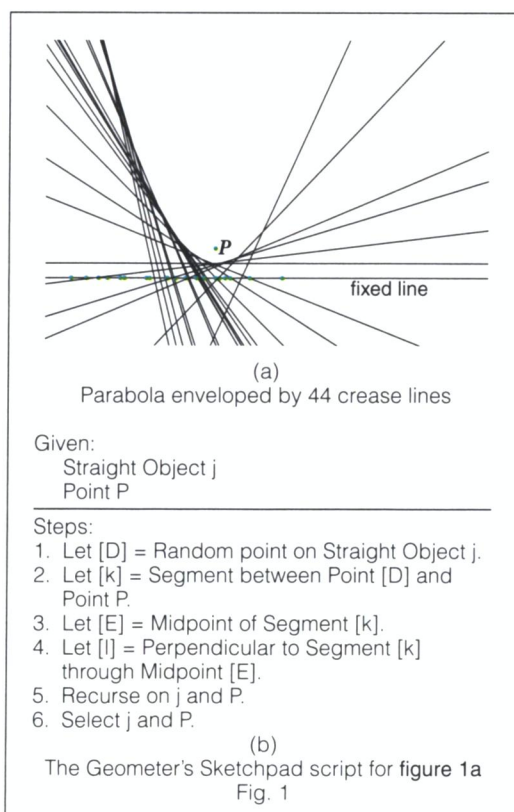 P
fixed line
(a)
Parabola enveloped by 44 crease lines
Given:
Straight Object j
Point P
Steps:
1. Let [D] = Random point on Straight Object j.
2. Let [k] = Segment between Point [D] and
Point P.
3. Let [E] = Midpoint of Segment [k].
4. Let [l] = Perpendicular to Segment [k]
through Midpoint [E].
5. Recurse on j and P.
6. Select j and P.
(b)
The Geometer's Sketchpad script for figure 1a
Fig. 1